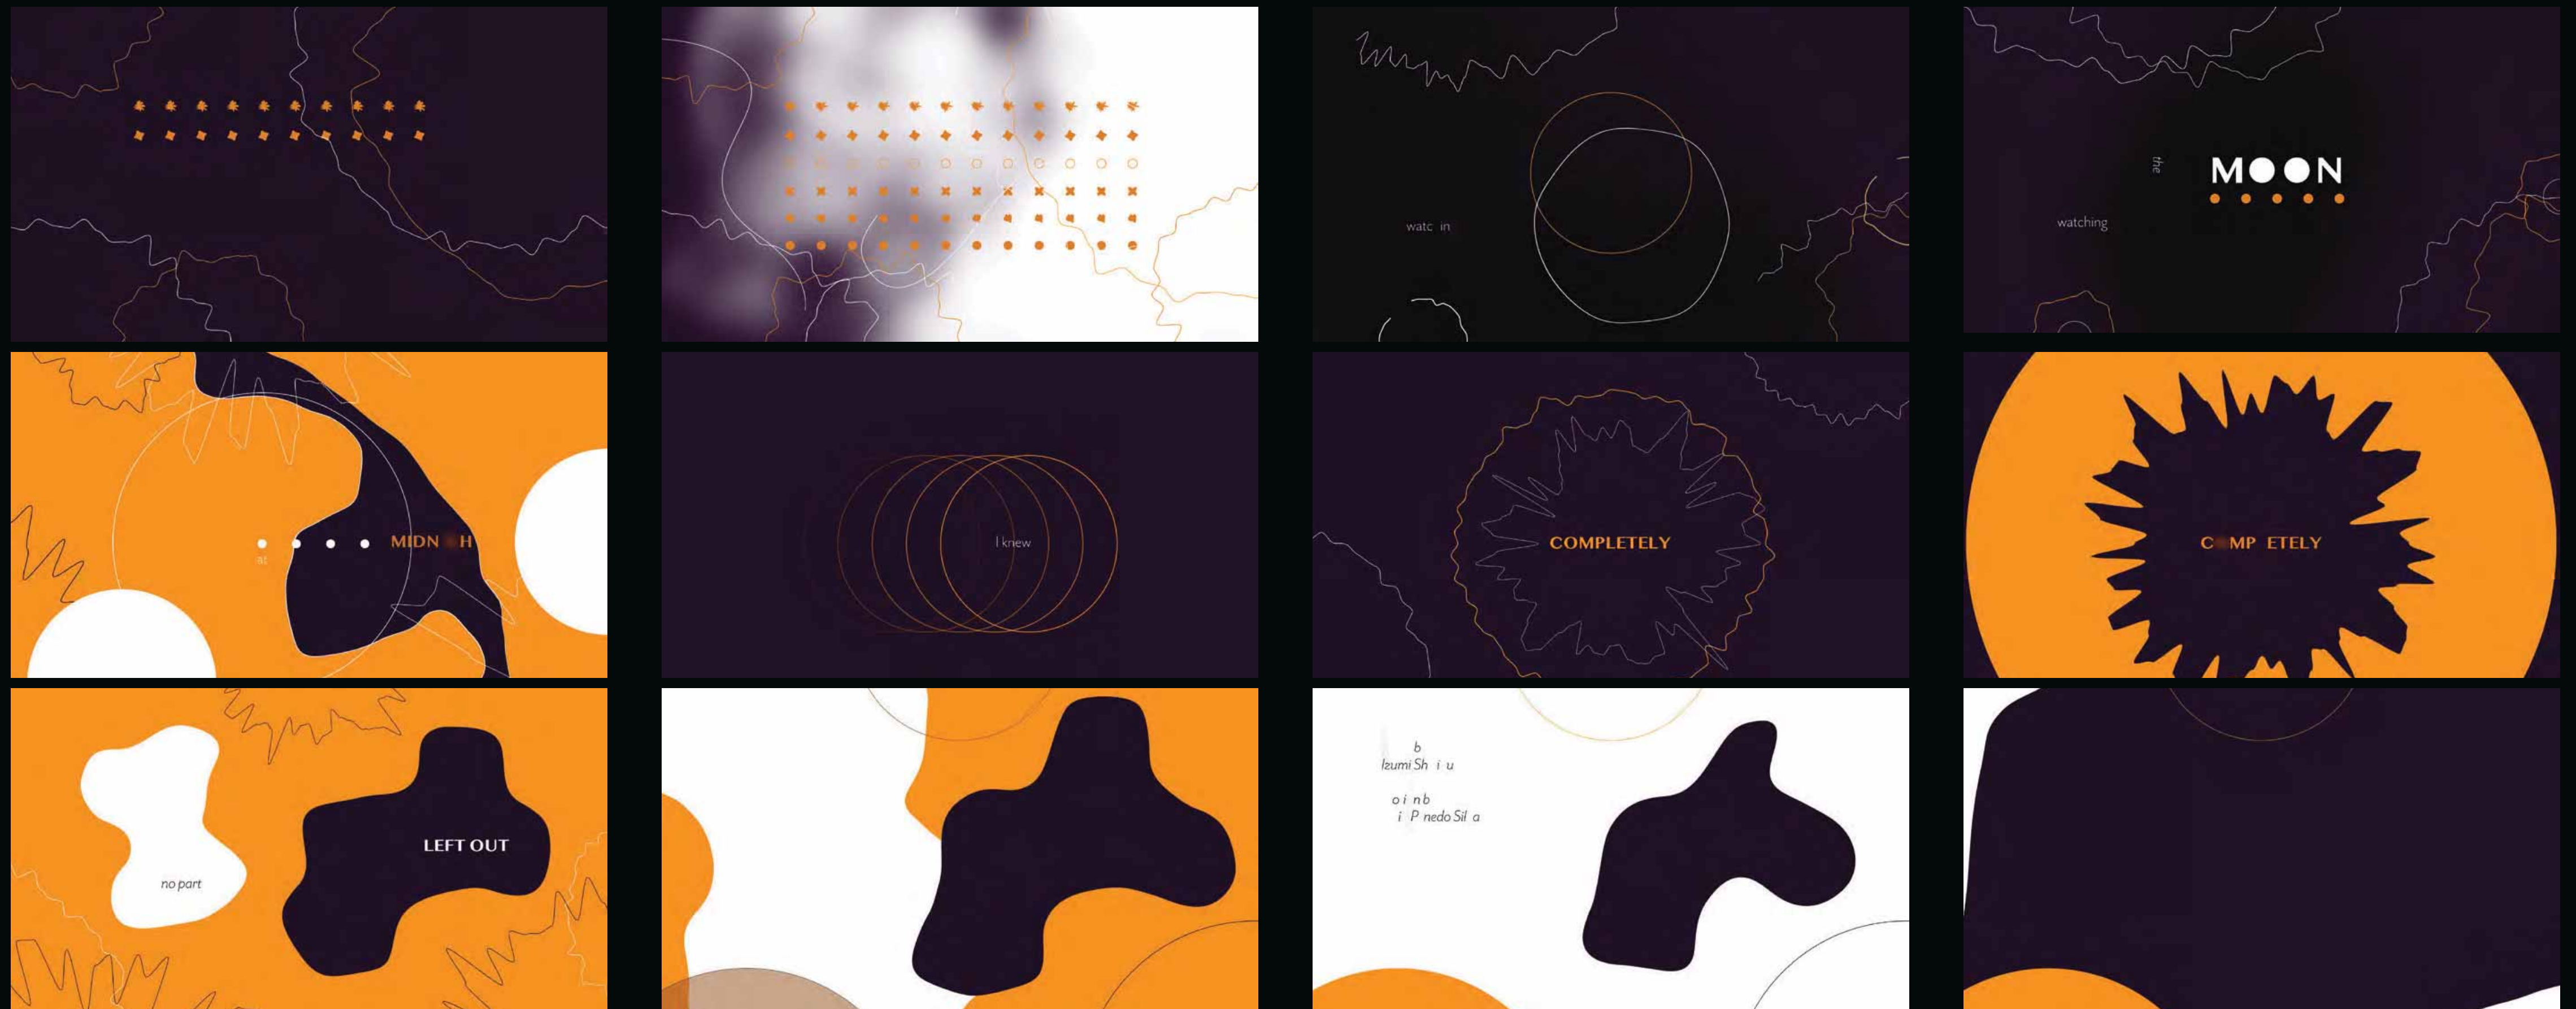 watc in
the
MOON
watching
MIDN H
at
I knew
COMPLETELY
C MP ETELY
LEFT OUT
no part
b
Izumi Sh i u
o i n b
i P nedo Sil a